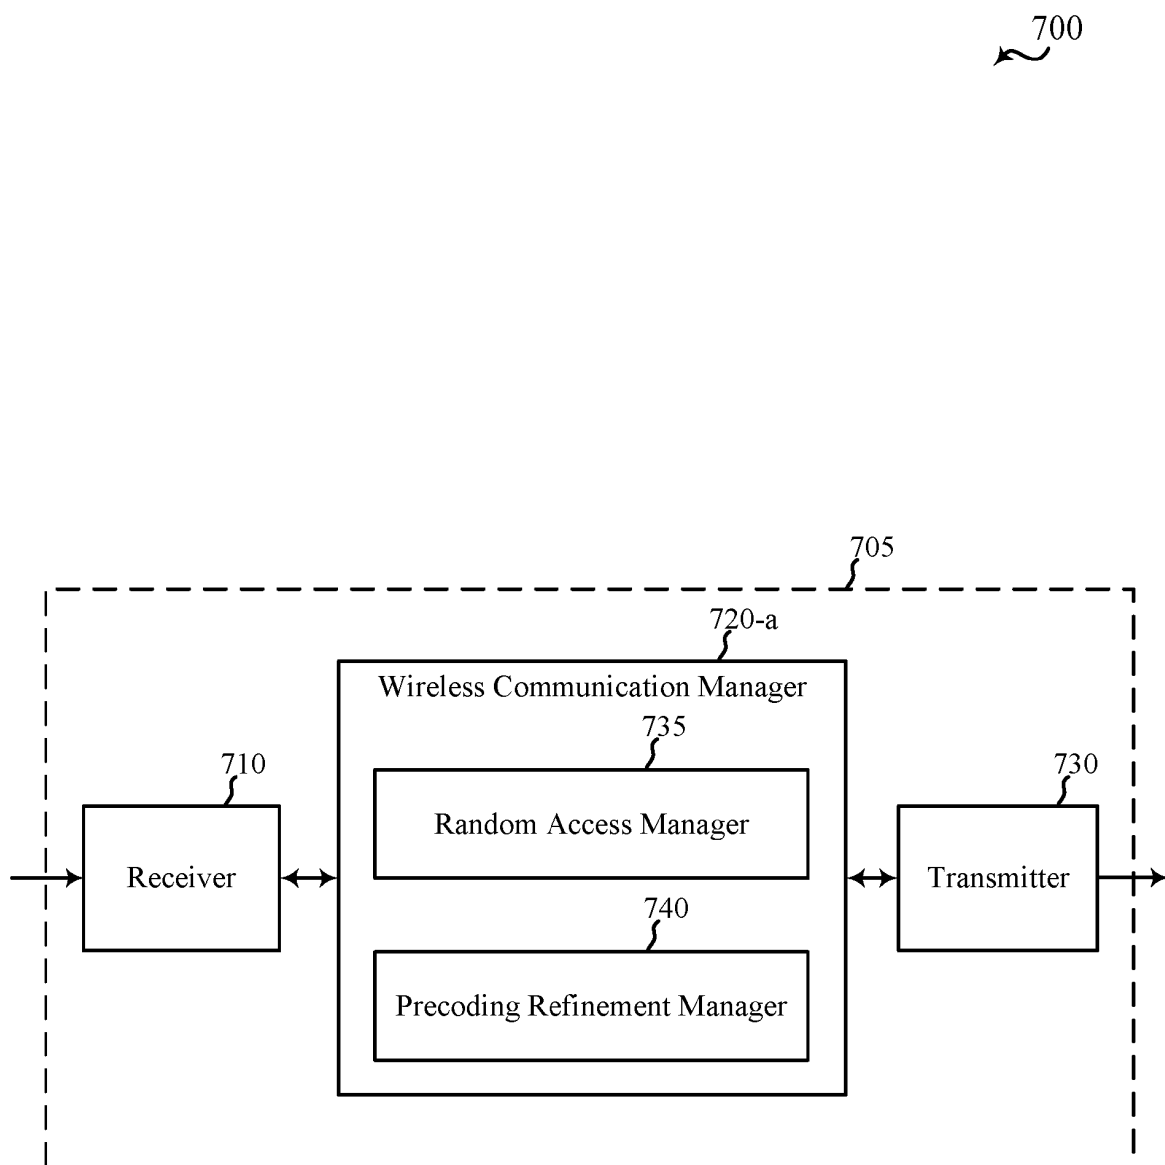 700
705
720-a
Wireless Communication Manager
735
Random Access Manager
710
Receiver
730
Transmitter
740
Precoding Refinement Manager